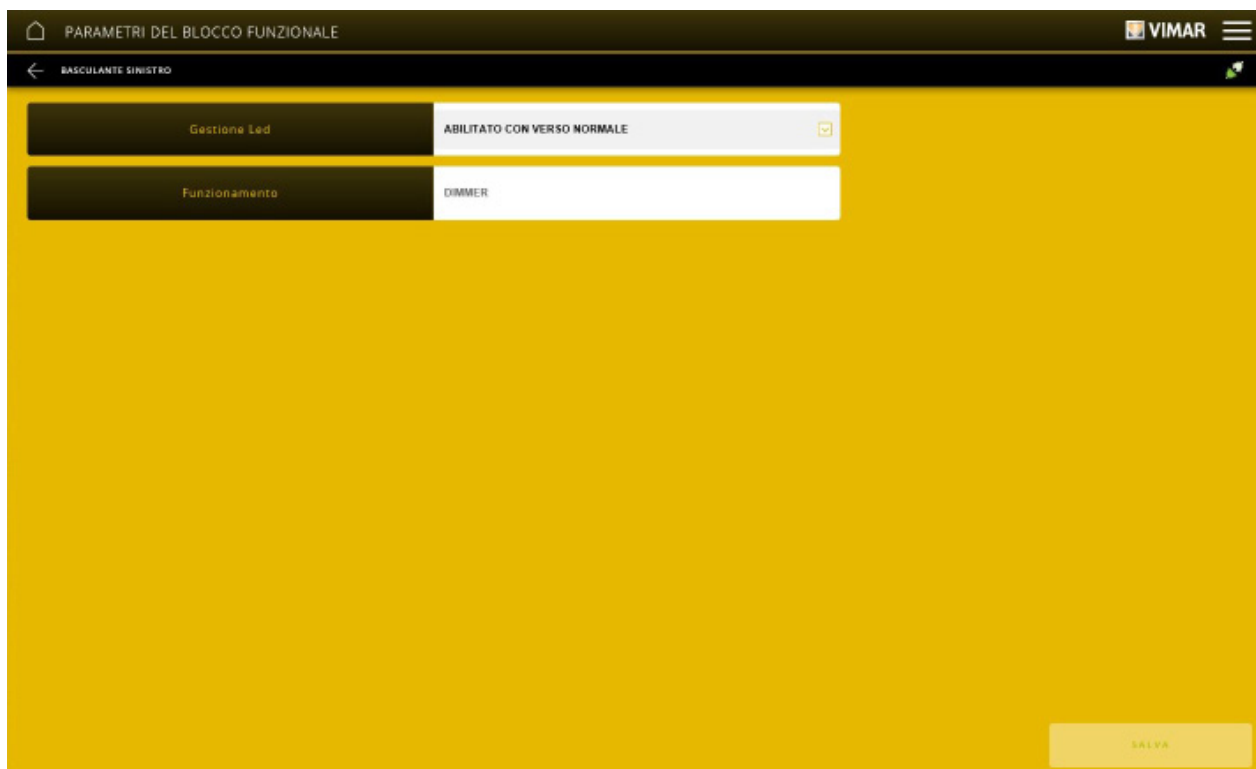 PARAMETRI DEL BLOCCO FUNZIONALE
VIMAR
BASCULANTE SINISTRO
Gestione Led
ABILITATO CON VERSO NORMALE
Funzionamento
DIMMER
SALVA